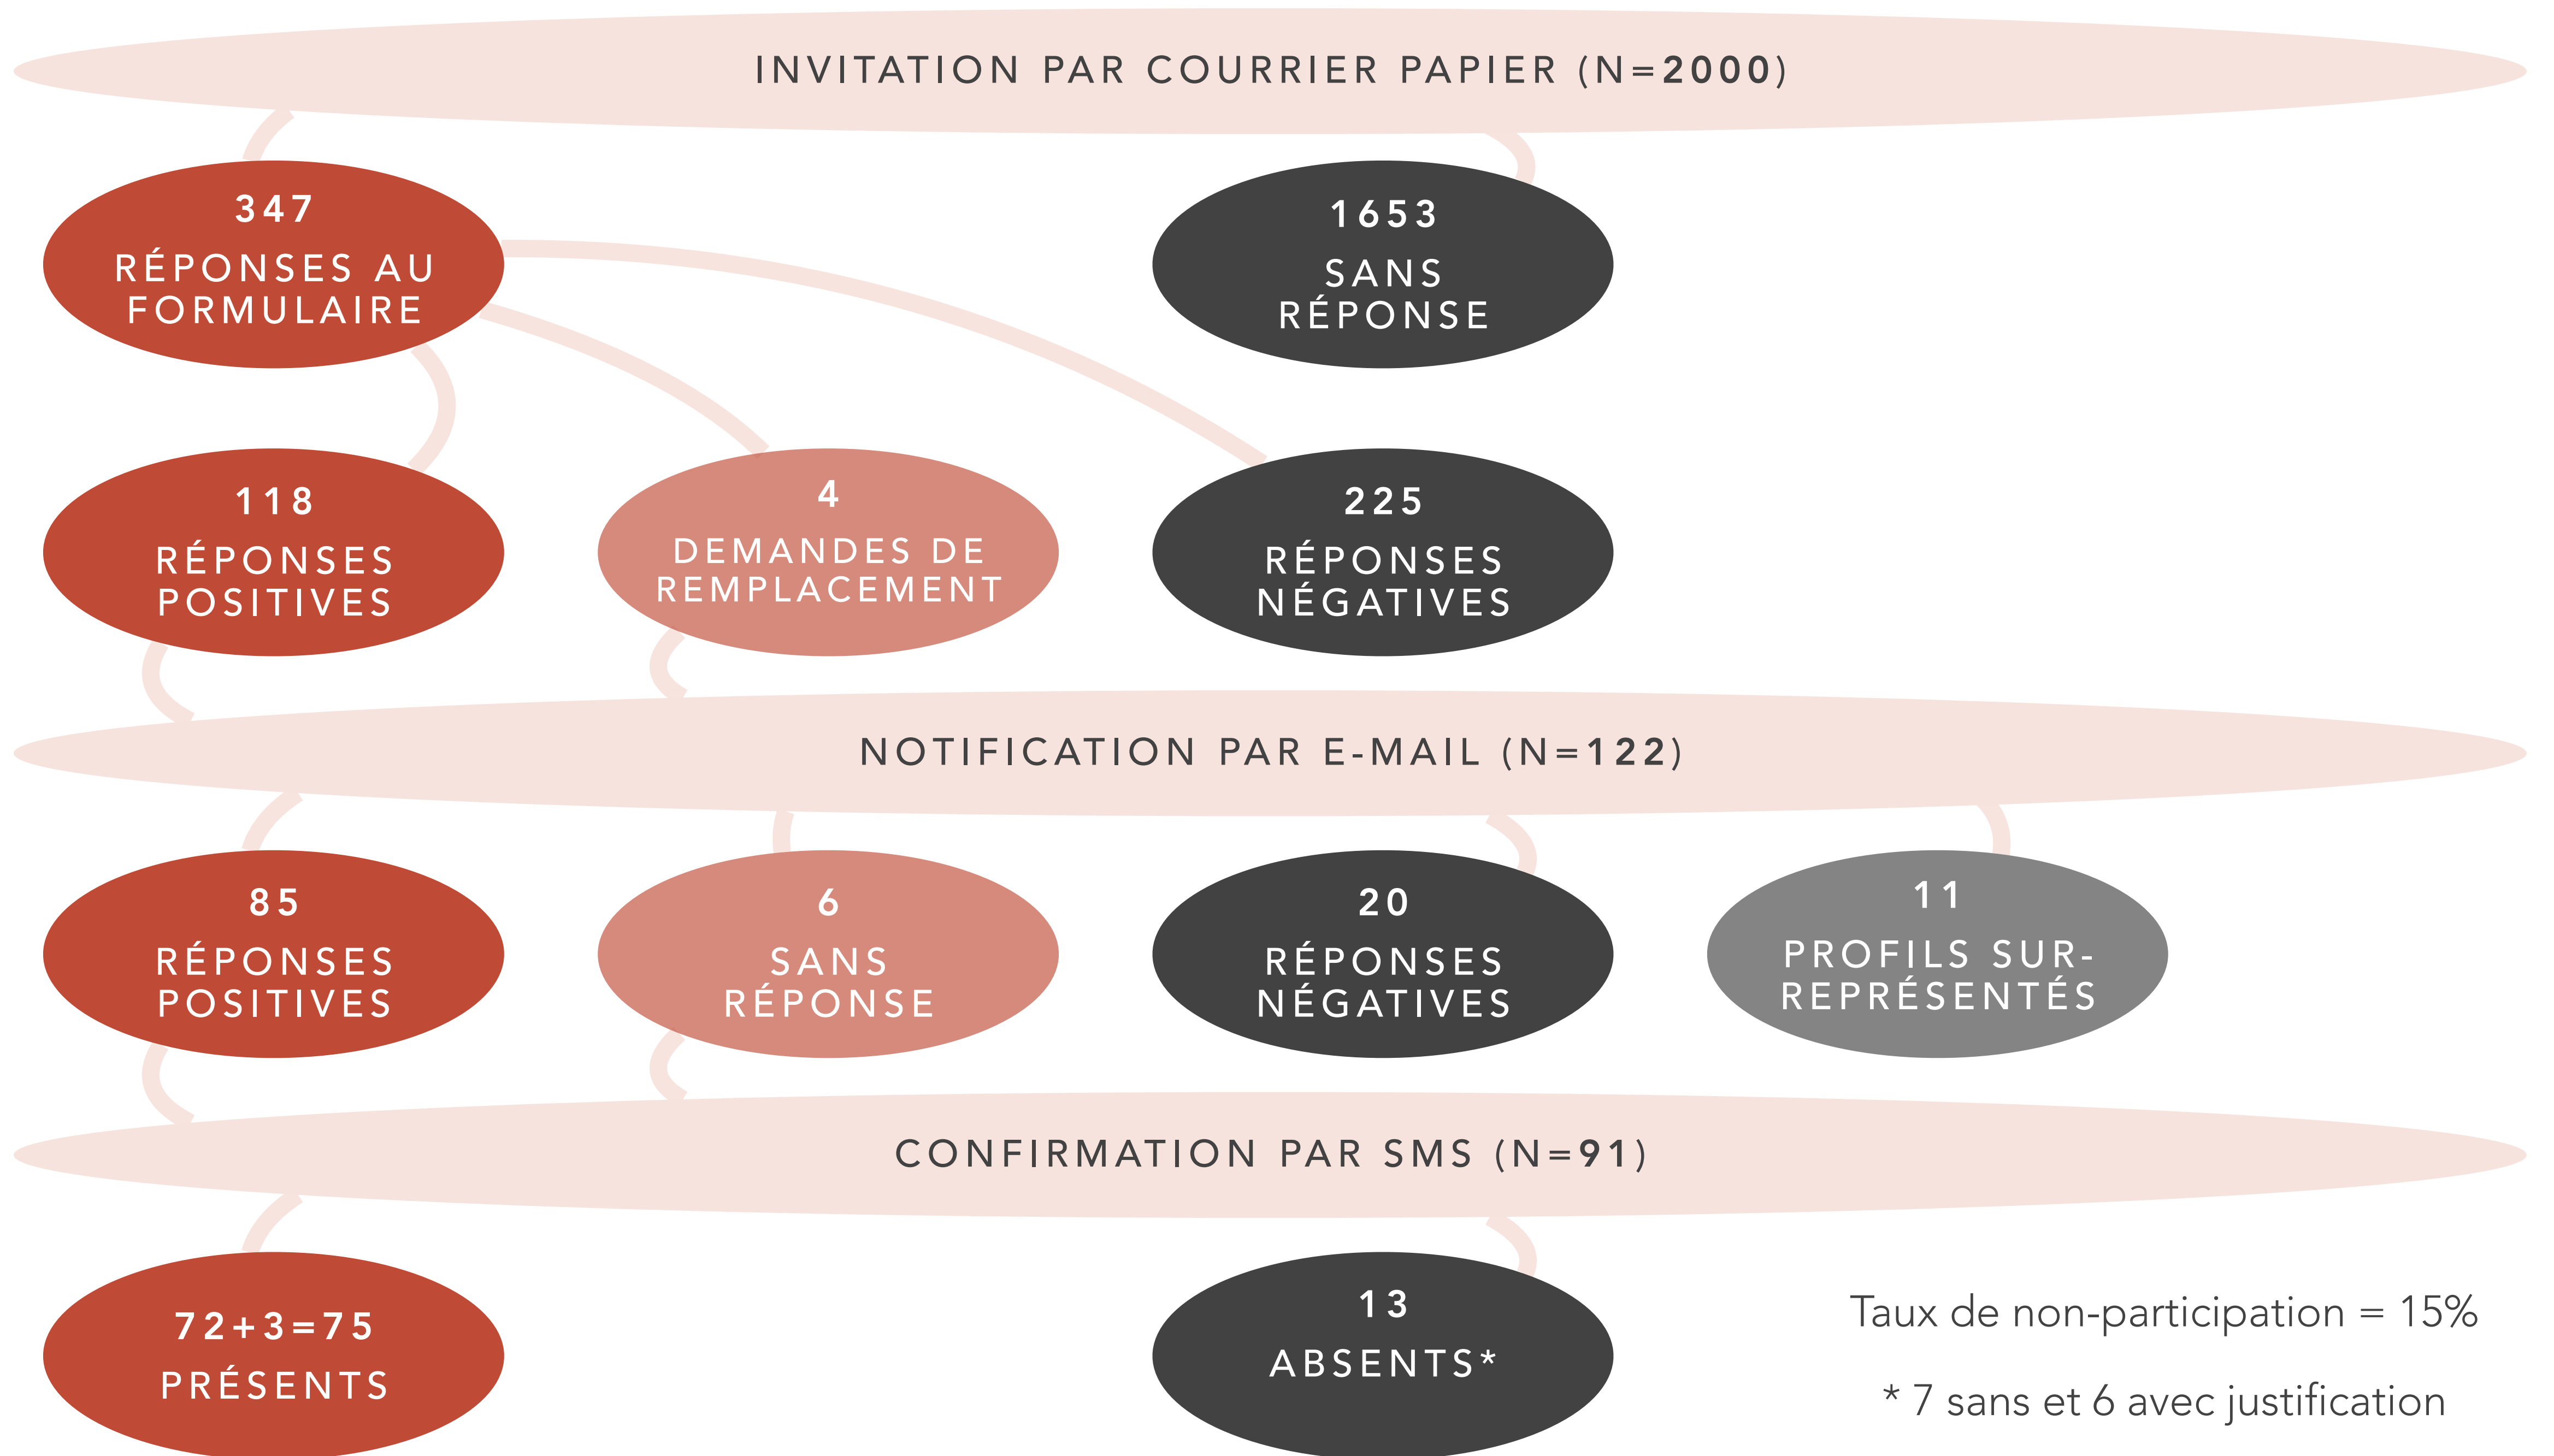 INVITATION PAR COURRIER PAPIER (N=2000)
347
RÉPONSES AU
FORMULAIRE
1653
SANS
RÉPONSE
118
RÉPONSES
POSITIVES
4
DEMANDES DE
REMPLACEMENT
225
RÉPONSES
NÉGATIVES
NOTIFICATION PAR E-MAIL (N=122)
85
RÉPONSES
POSITIVES
6
SANS
RÉPONSE
20
RÉPONSES
NÉGATIVES
11
PROFILS SUR-
REPRÉSENTÉS
CONFIRMATION PAR SMS (N=91)
72+3=75
PRÉSENTS
13
ABSENTS*
Taux de non-participation = 15%
* 7 sans et 6 avec justification